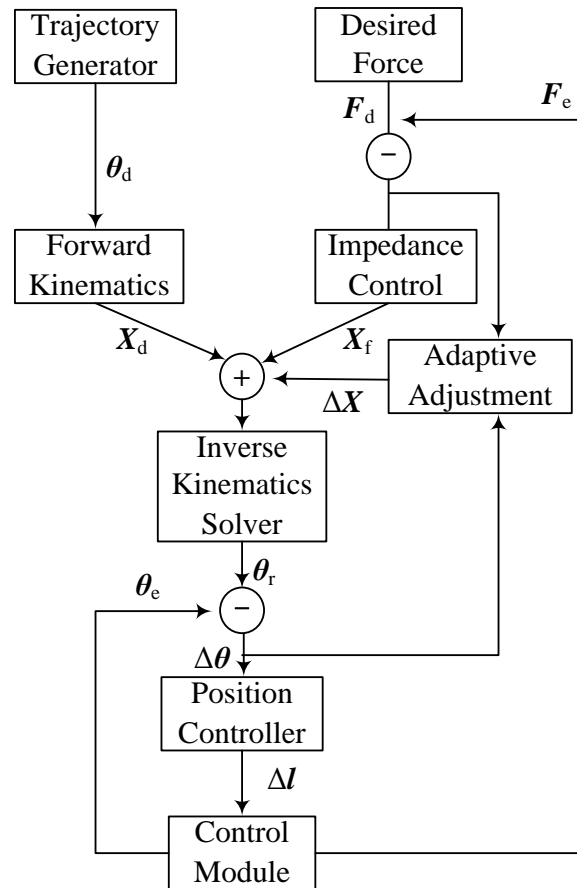 Trajectory
Generator
Desired
Force
F_d
F_e
−
θ_d
Forward
Kinematics
Impedance
Control
X_d
X_f
Adaptive
Adjustment
+
ΔX
Inverse
Kinematics
Solver
θ_e
θ_r
−
Δθ
Position
Controller
Δl
Control
Module